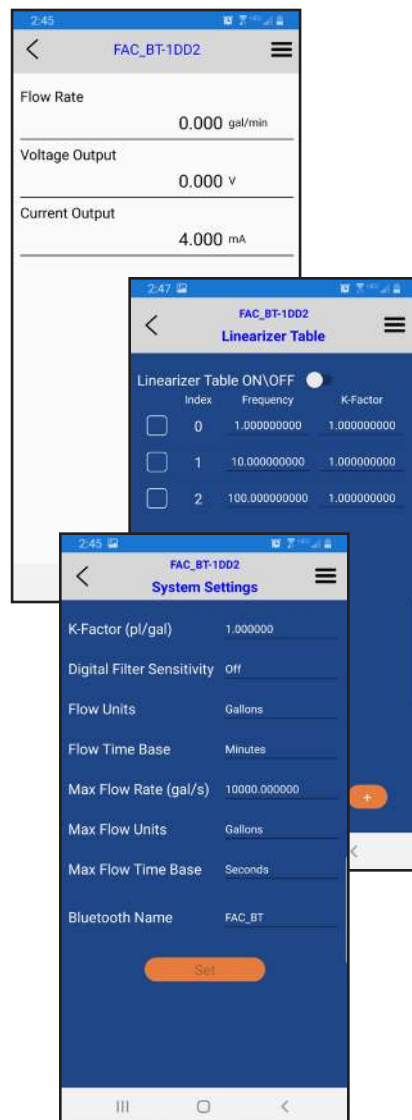 2:45
FAC_BT-1DD2
Flow Rate
0.000 gal/min
Voltage Output
0.000 V
Current Output
4.000 mA
2:47
FAC_BT-1DD2
Linearizer Table
Linearizer Table ON\OFF
Index Frequency K-Factor
0 1.000000000 1.000000000
1 10.000000000 1.000000000
2 100.000000000 1.000000000
+
2:45
FAC_BT-1DD2
System Settings
K-Factor (pl/gal) 1.000000
Digital Filter Sensitivity Off
Flow Units Gallons
Flow Time Base Minutes
Max Flow Rate (gal/s) 10000.000000
Max Flow Units Gallons
Max Flow Time Base Seconds
Bluetooth Name FAC_BT
Set